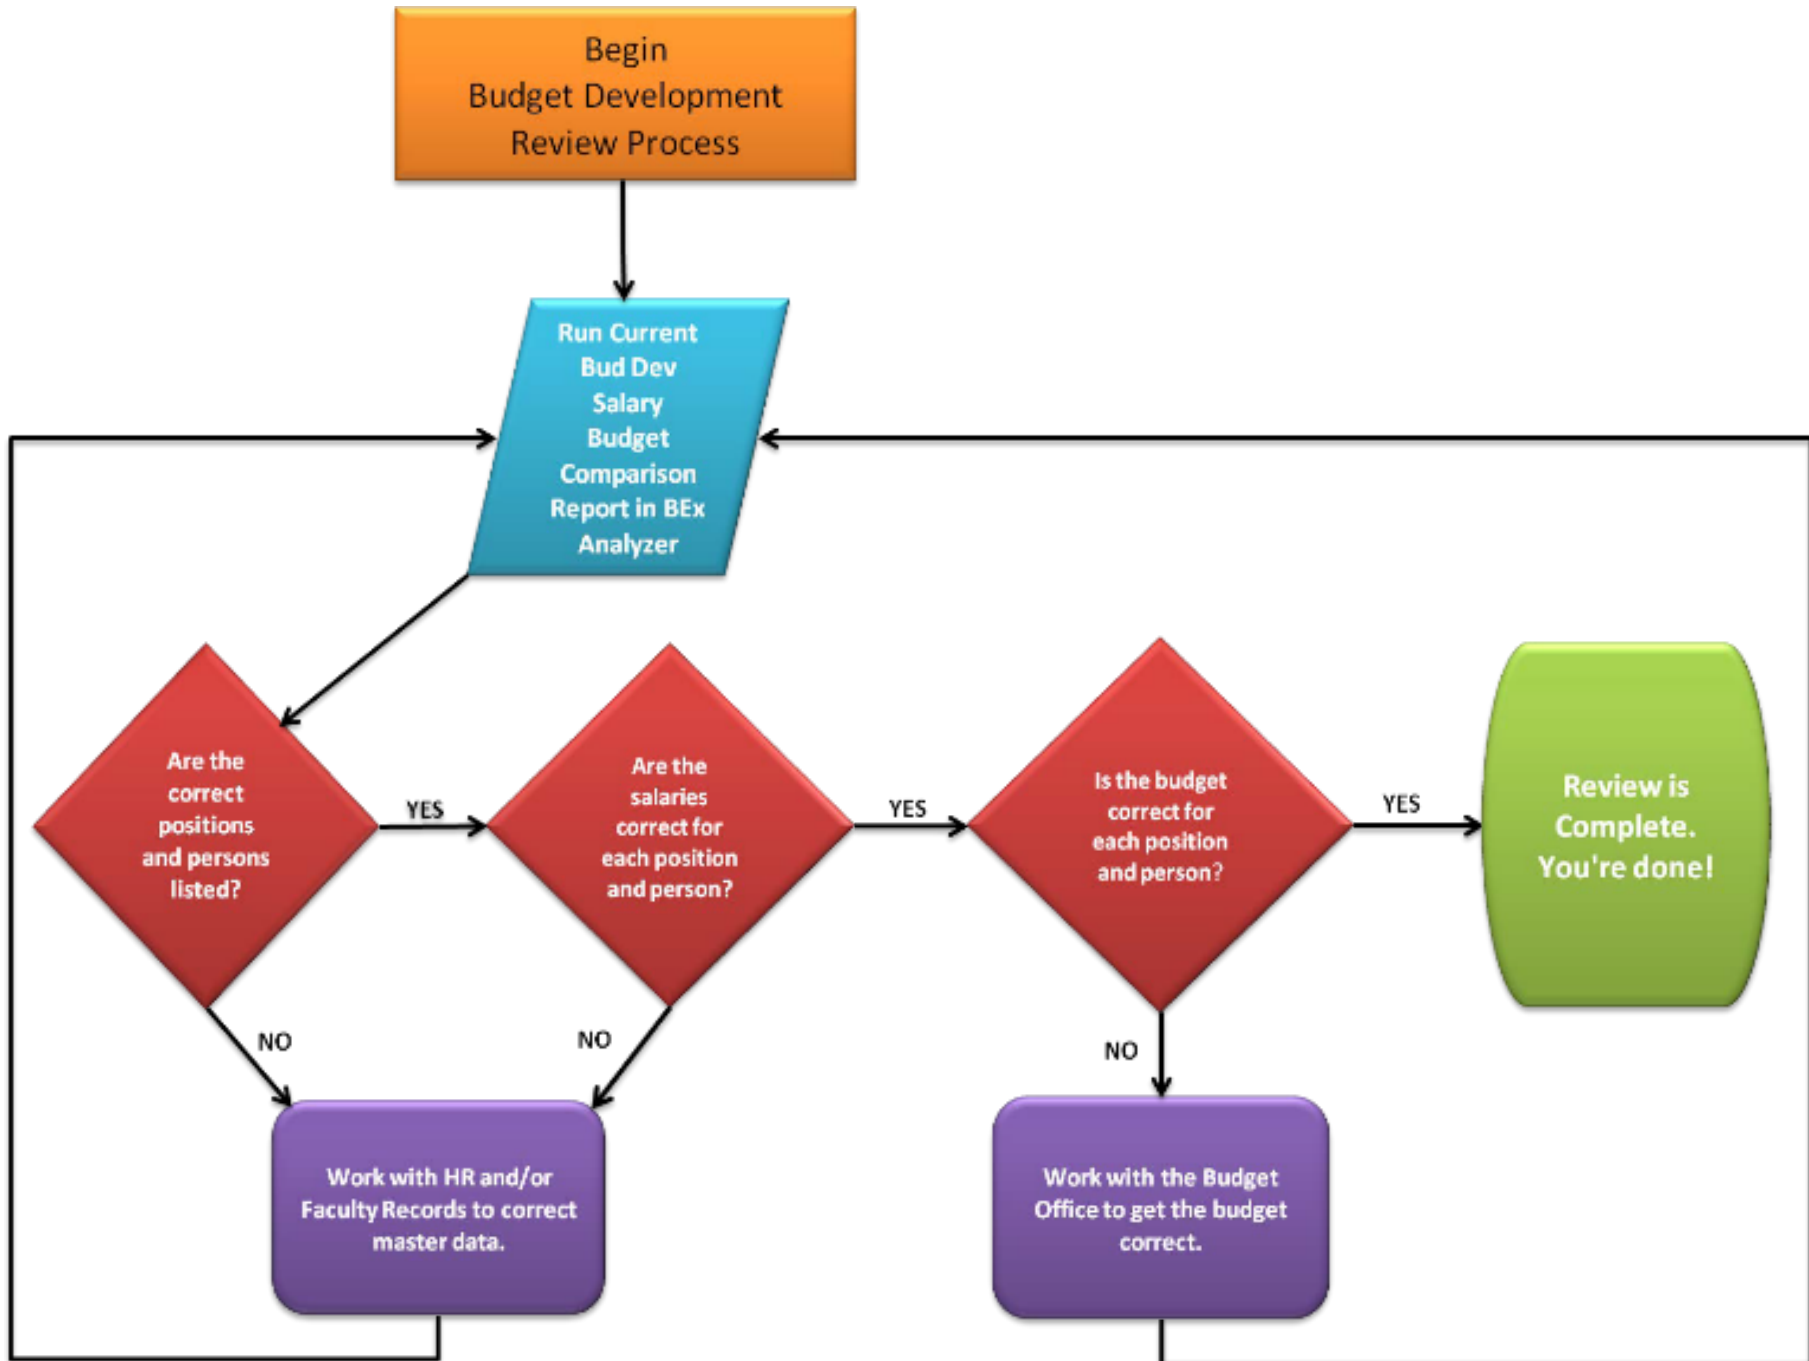 Begin
Budget Development
Review Process
Run Current
Bud Dev
Salary
Budget
Comparison
Report in BEx
Analyzer
Are the
correct
positions
and persons
listed?
YES
Are the
salaries
correct for
each position
and person?
YES
Is the budget
correct for
each position
and person?
YES
Review is
Complete.
You're done!
NO
NO
NO
Work with HR and/or
Faculty Records to correct
master data.
Work with the Budget
Office to get the budget
correct.